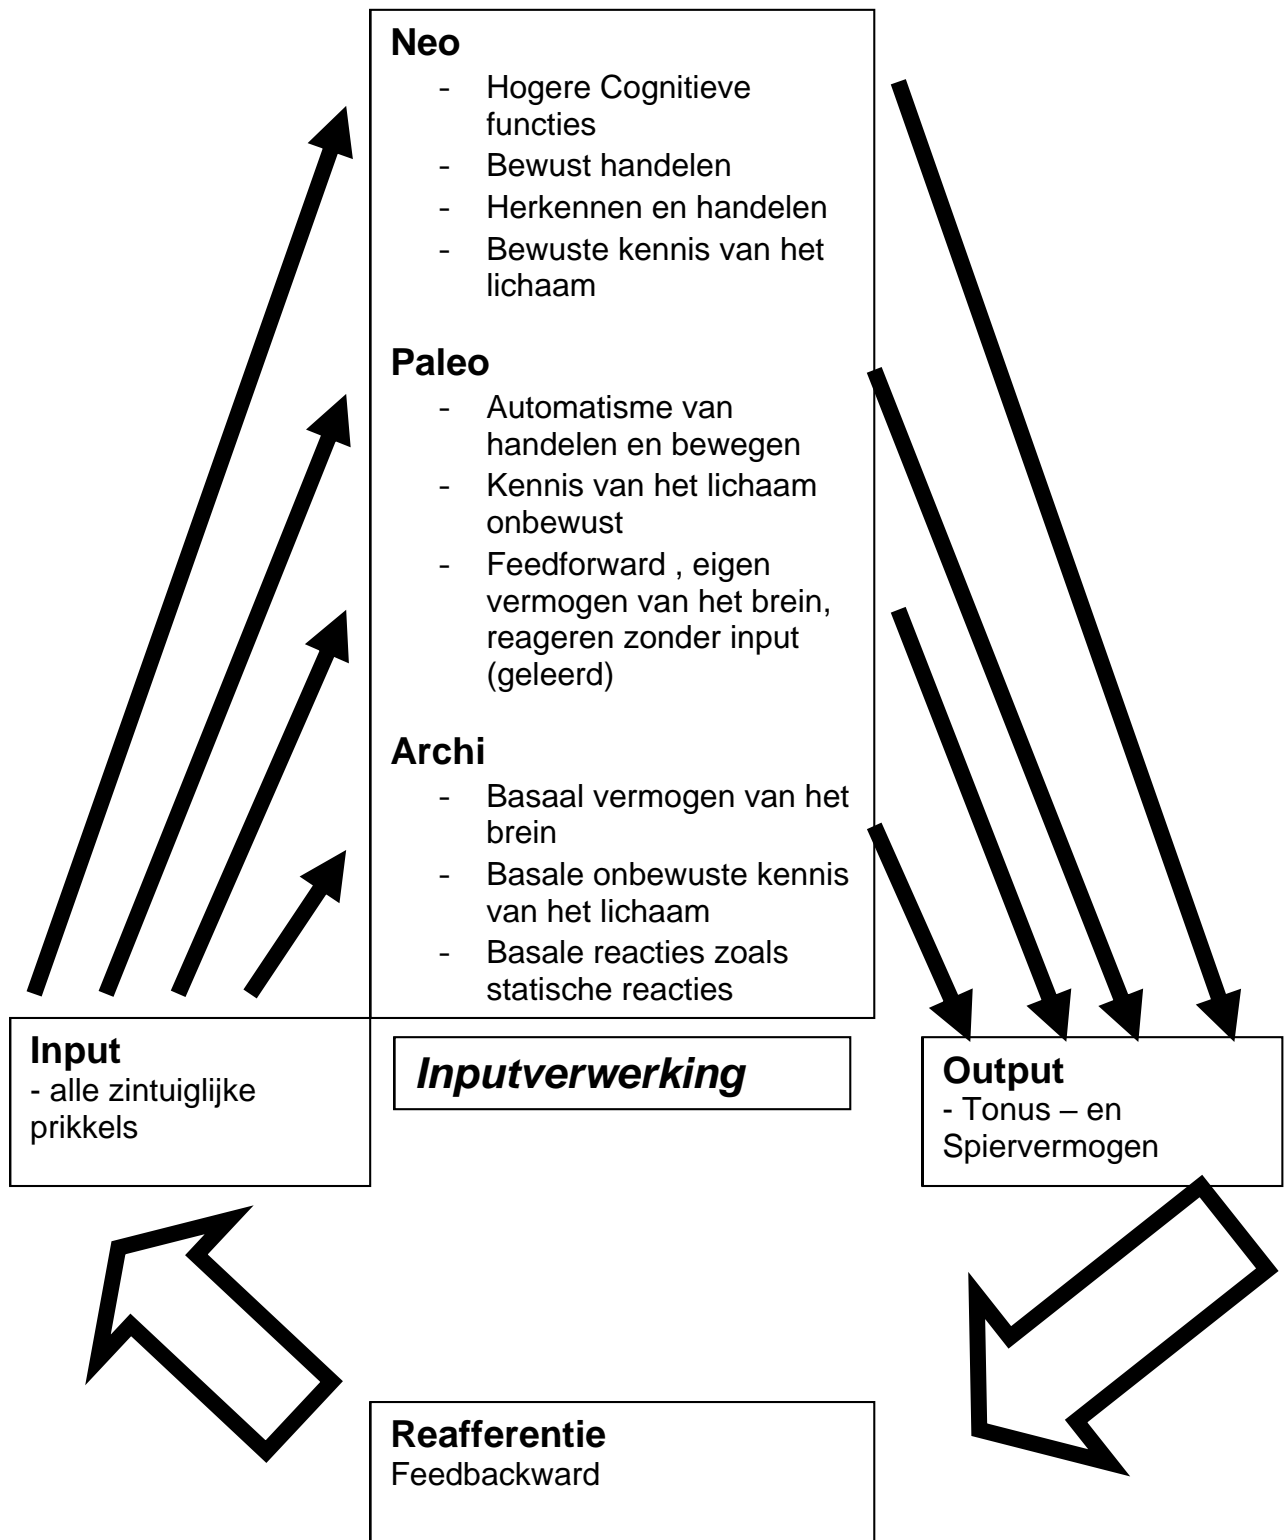 Neo
- Hogere Cognitieve
functies
- Bewust handelen
- Herkennen en handelen
- Bewuste kennis van het
lichaam
Paleo
- Automatisme van
handelen en bewegen
- Kennis van het lichaam
onbewust
- Feedforward , eigen
vermogen van het brein,
reageren zonder input
(geleerd)
Archi
- Basaal vermogen van het
brein
- Basale onbewuste kennis
van het lichaam
- Basale reacties zoals
statische reacties
Input
- alle zintuiglijke
prikkels
Inputverwerking
Output
- Tonus – en
Spiervermogen
Reafferentie
Feedbackward